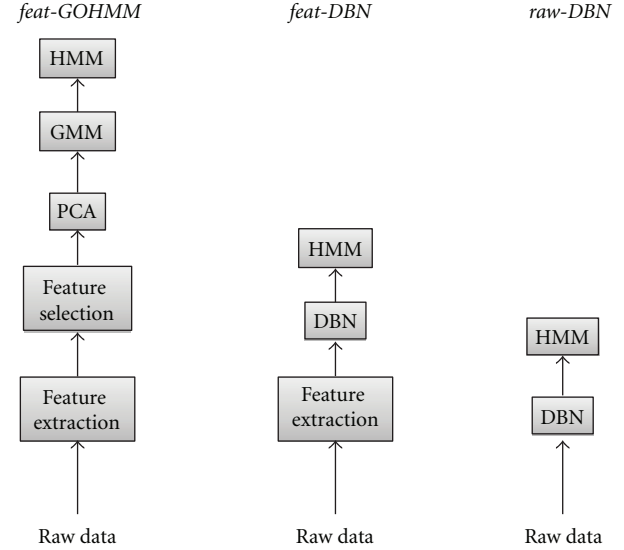 feat-GOHMM
HMM
GMM
PCA
Feature
selection
Feature
extraction
Raw data
feat-DBN
HMM
DBN
Feature
extraction
Raw data
raw-DBN
HMM
DBN
Raw data